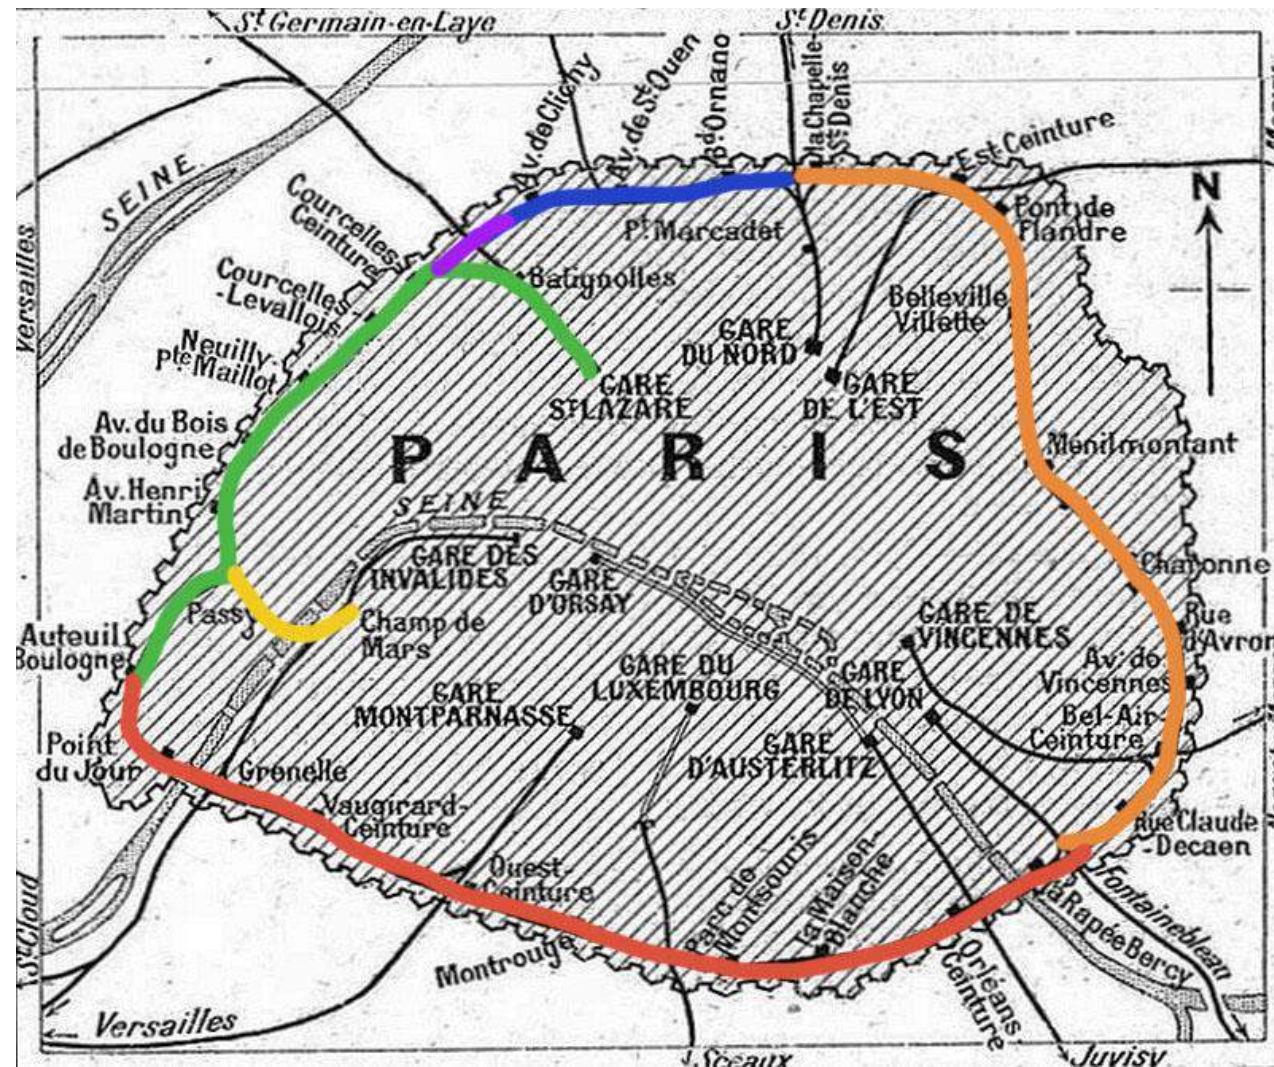 St Germain-en-Laye
St Denis
Av. de Clichy
Av. de St Ouen
Bd Ornano
la Chapelle-
St Denis
Est Ceinture
SEINE
Courcelles-
Ceinture
N
Pont de
Flandre
Pt Marcadet
Versailles
Courcelles-
-Levallois
Batignolles
Belleville
Villette
Neuilly-
Pte Maillot
GARE
DU NORD
GARE
ST LAZARE
GARE
DE L'EST
Av. du Bois
de Boulogne
PARIS
Ménilmontant
Av. Henri
Martin
SEINE
GARE DES
INVALIDES
GARE
D'ORSAY
Charonne
Passy
Champ de
Mars
GARE DE
VINCENNES
Rue
d'Avron
Auteuil
Boulogne
GARE DU
LUXEMBOURG
GARE
DE LYON
Av. de
Vincennes
GARE
MONTPARNASSE
Bel-Air-
Ceinture
Point
du Jour
Grenelle
GARE
D'AUSTERLITZ
Vaugirard-
Ceinture
Rue Claude
-Decaen
Ouest-
Ceinture
Parc de
Montsouris
la Maison-
Blanche
la Rapée Bercy
Fontainebleau
St Cloud
Montrouge
Orléans-
Ceinture
Versailles
Sceaux
Juvisy